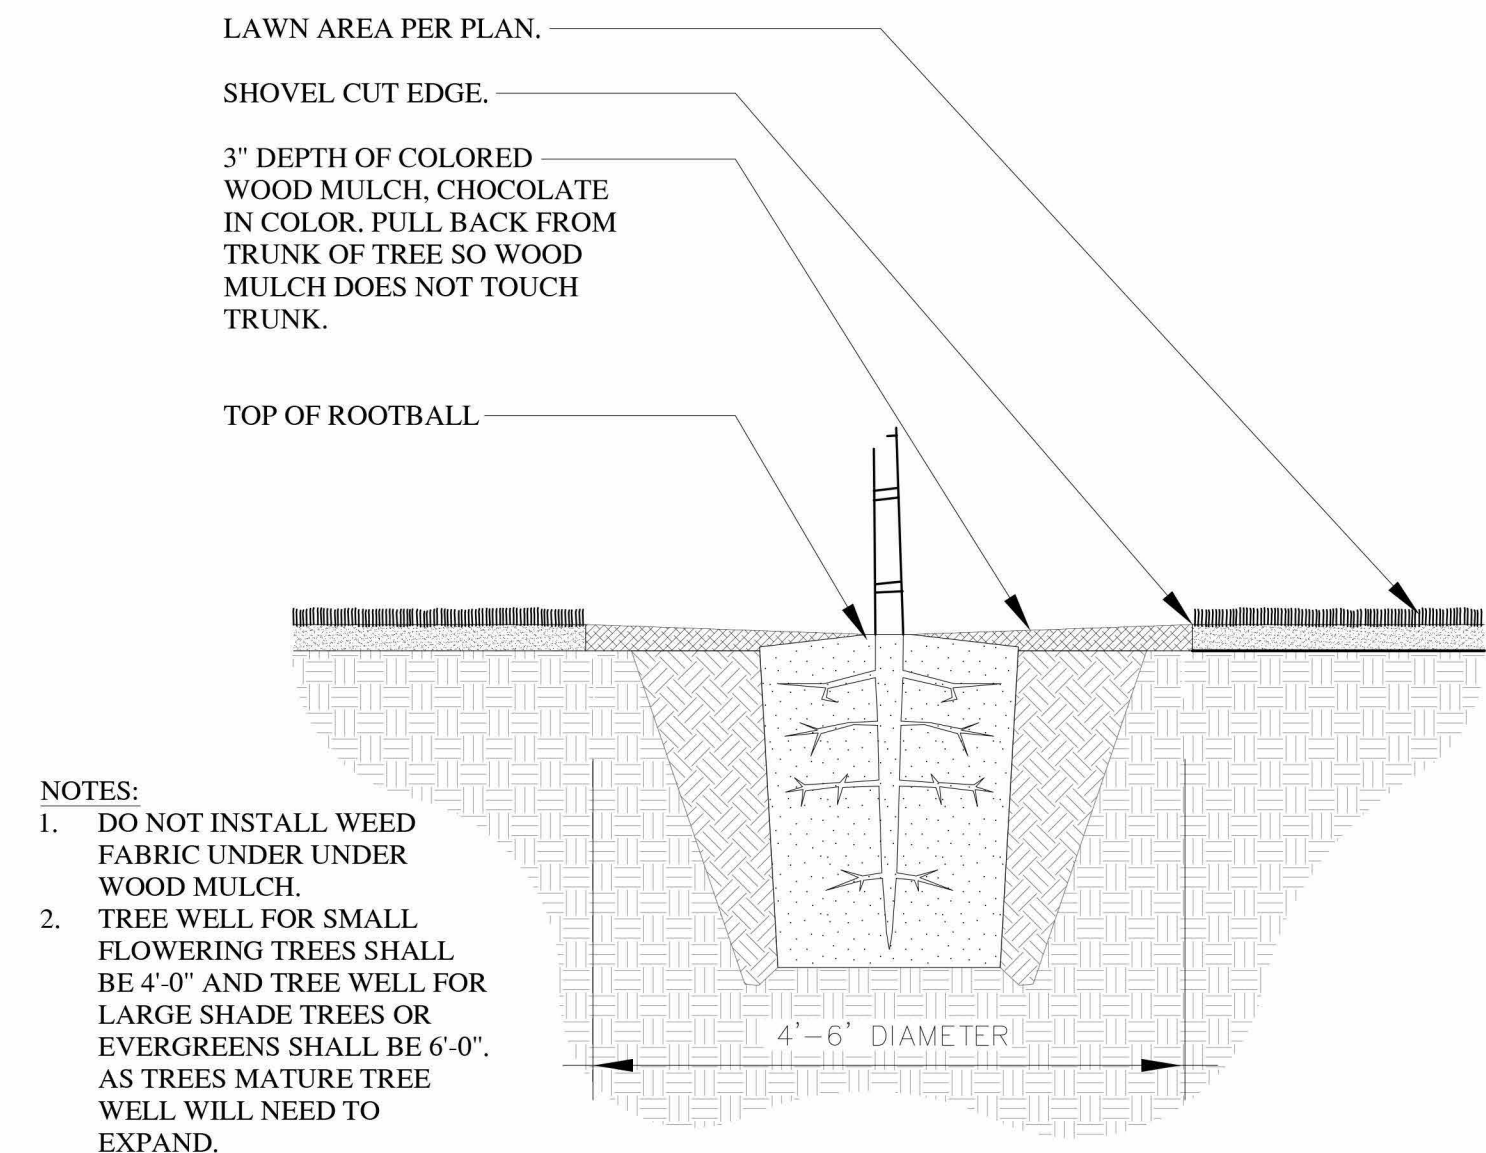 LAWN AREA PER PLAN.
SHOVEL CUT EDGE.
3" DEPTH OF COLORED
WOOD MULCH, CHOCOLATE
IN COLOR. PULL BACK FROM
TRUNK OF TREE SO WOOD
MULCH DOES NOT TOUCH
TRUNK.
TOP OF ROOTBALL
NOTES:
1. DO NOT INSTALL WEED
FABRIC UNDER UNDER
WOOD MULCH.
2. TREE WELL FOR SMALL
FLOWERING TREES SHALL
BE 4'-0" AND TREE WELL FOR
LARGE SHADE TREES OR
EVERGREENS SHALL BE 6'-0".
AS TREES MATURE TREE
WELL WILL NEED TO
EXPAND.
4'-6' DIAMETER